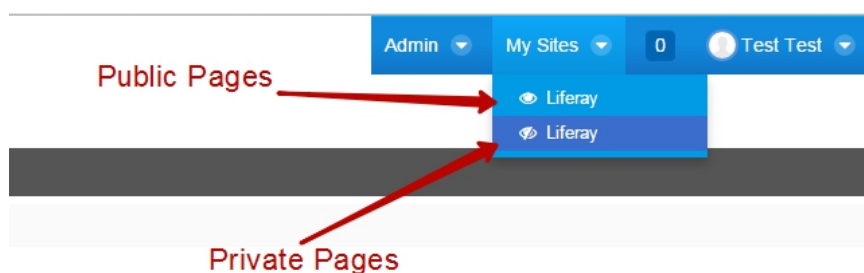 Admin My Sites 0 Test Test
Public Pages
Liferay
Liferay
Private Pages